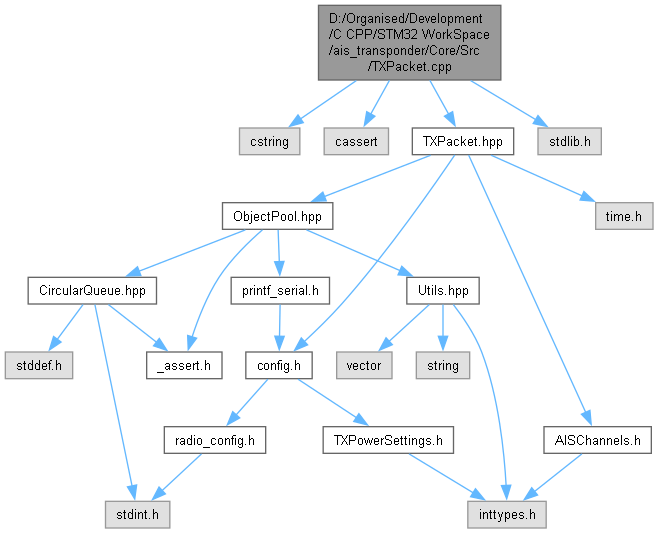 D:/Organised/Development
/C CPP/STM32 WorkSpace
/ais_transponder/Core/Src
/TXPacket.cpp
cstring
cassert
TXPacket.hpp
stdlib.h
ObjectPool.hpp
time.h
CircularQueue.hpp
printf_serial.h
Utils.hpp
stddef.h
_assert.h
config.h
vector
string
radio_config.h
TXPowerSettings.h
AISChannels.h
stdint.h
inttypes.h